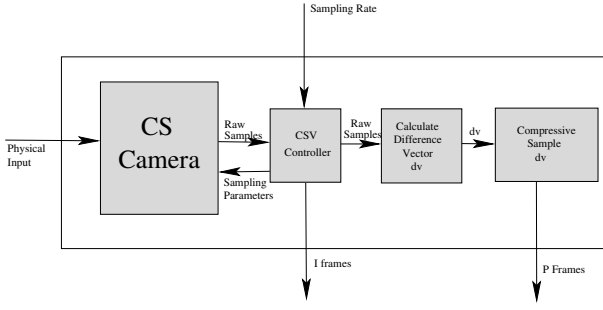 Sampling Rate
CS
Camera
Raw
Samples
CSV
Controller
Raw
Samples
Calculate
Difference
Vector
dv
dv
Compressive
Sample
dv
Physical
Input
Sampling
Parameters
I frames
P Frames